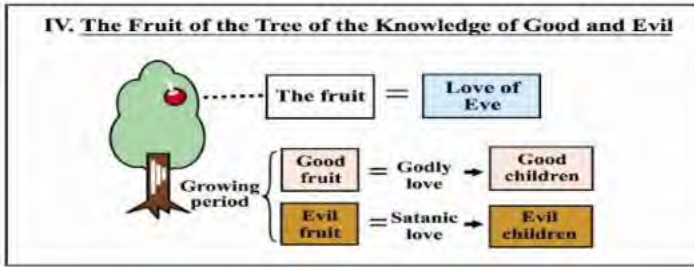 IV. The Fruit of the Tree of the Knowledge of Good and Evil
The fruit = Love of Eve
Growing period
Good fruit = Godly love → Good children
Evil fruit = Satanic love → Evil children